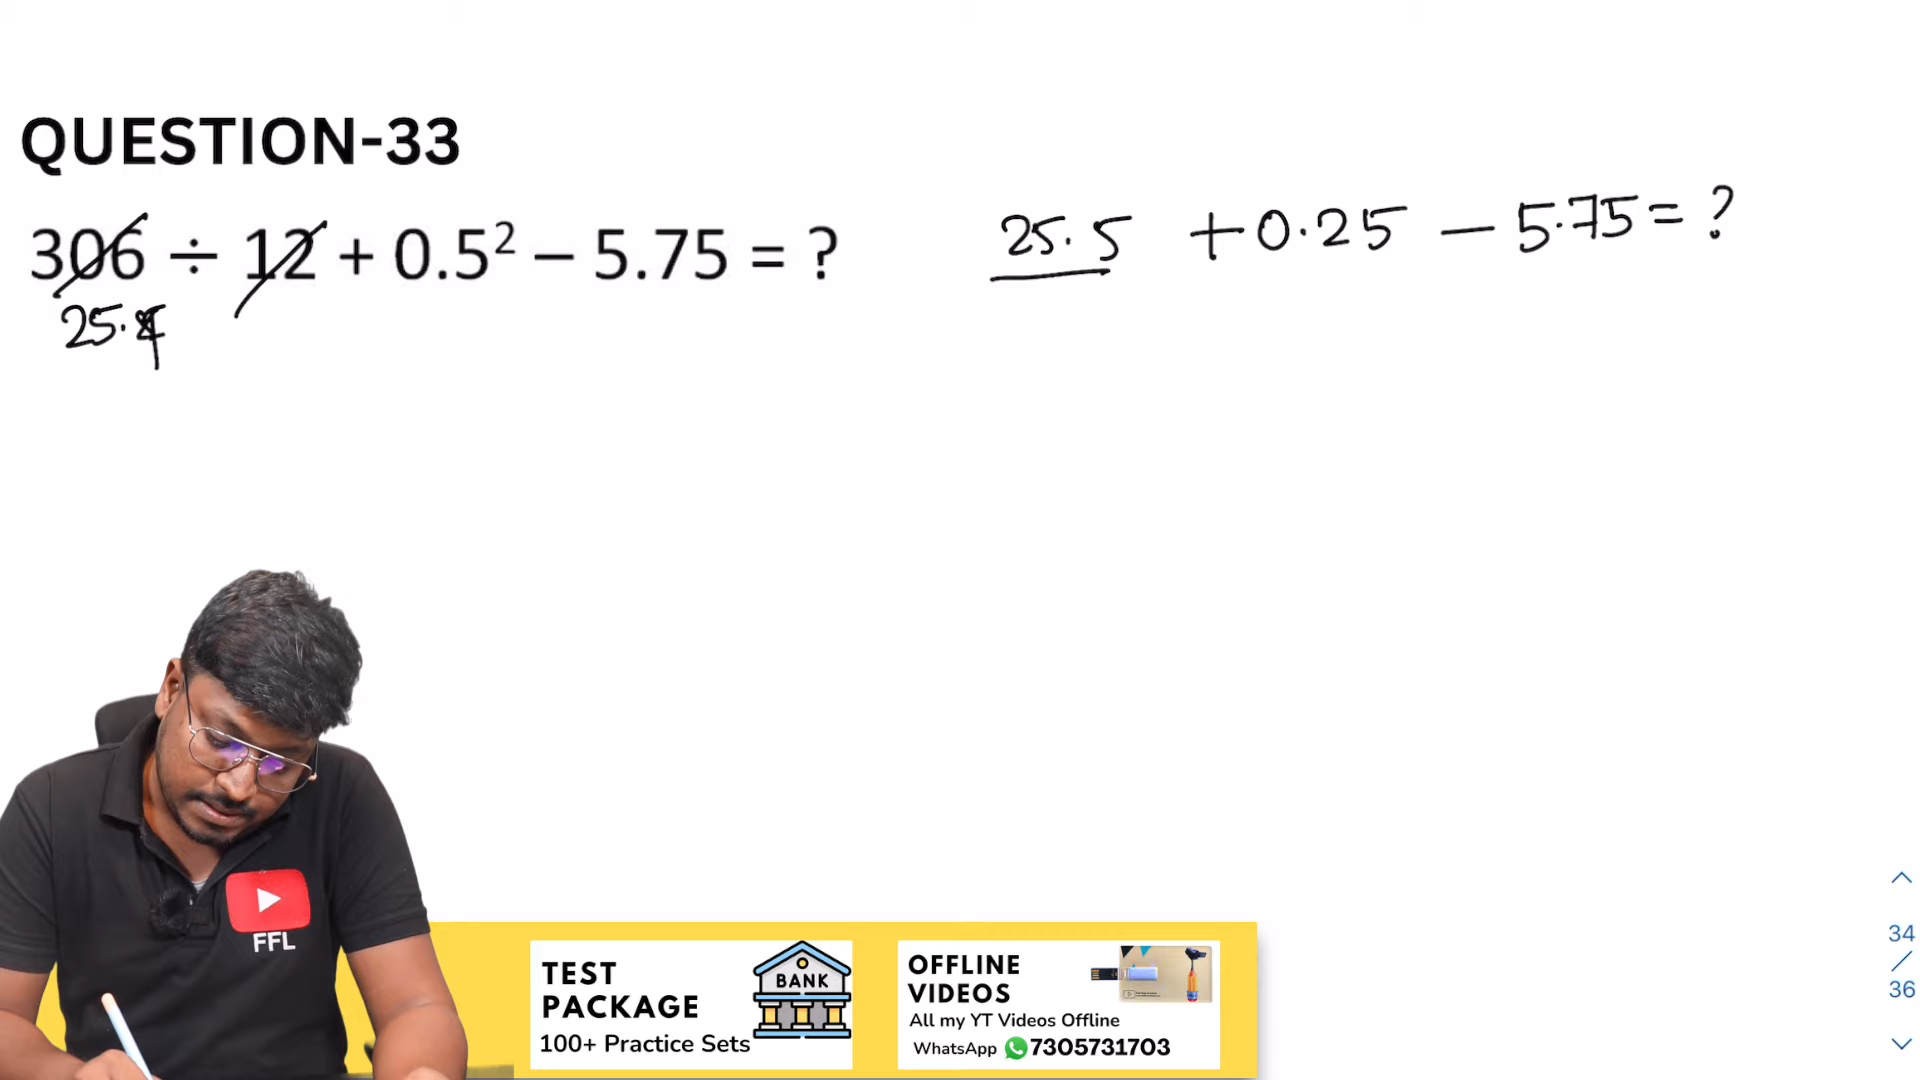 QUESTION-33
306 ÷ 12 + 0.5² – 5.75 = ?
25.5 + 0.25 – 5.75 = ?
25.
FFL
TEST
PACKAGE
100+ Practice Sets
BANK
OFFLINE
VIDEOS
All my YT Videos Offline
WhatsApp 7305731703
34
/
36